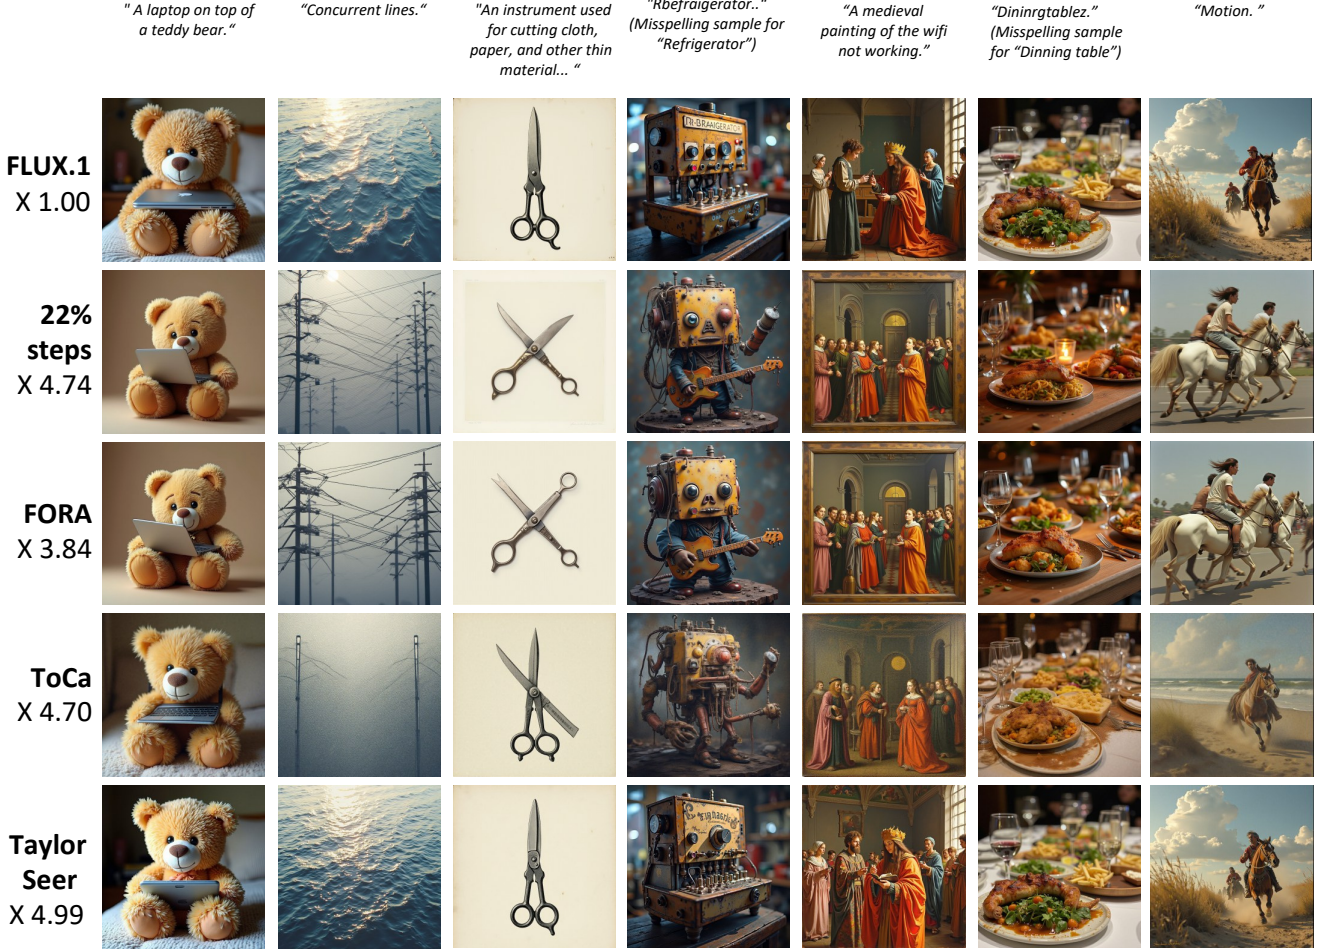 " A laptop on top of
a teddy bear.“
“Concurrent lines.“
"An instrument used
for cutting cloth,
paper, and other thin
material... “
"Rbefraigerator..“
(Misspelling sample for
“Refrigerator”)
“A medieval
painting of the wifi
not working.”
“Dininrgtablez.”
(Misspelling sample
for “Dinning table”)
“Motion. ”
FLUX.1
X 1.00
22%
steps
X 4.74
FORA
X 3.84
ToCa
X 4.70
Taylor
Seer
X 4.99